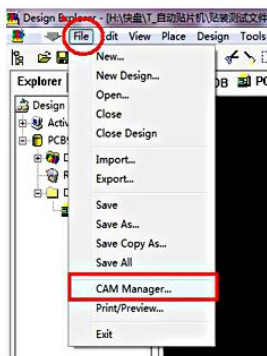 Design Explorer - [H:\快盘\T_自动贴片机\贴装测试文件
File Edit View Place Design Tools
Explorer
PC
Design
Activ
PCB
New...
New Design...
Open...
Close
Close Design
Import...
Export...
Save
Save As...
Save Copy As...
Save All
CAM Manager...
Print/Preview...
Exit